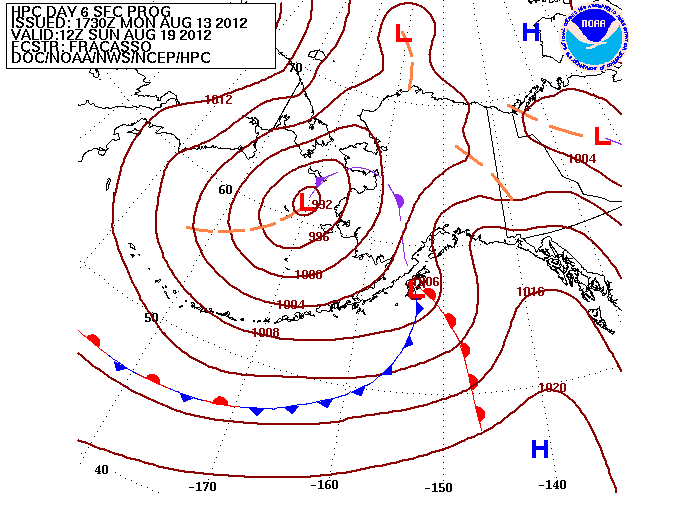 HPC DAY 6 SEC PROG
ISSUED: 1730Z MON AUG 13 2012
VALID:12Z SUN AUG 19 2012
FCSTR: FRACASSO
DOC/NOAA/NWS/NCEP/HPC
L
H
NOAA
70
1012
L
1004
60
L
992
996
1000
L
1006
1016
1004
50
1008
1020
H
40
-170
-160
-150
-140